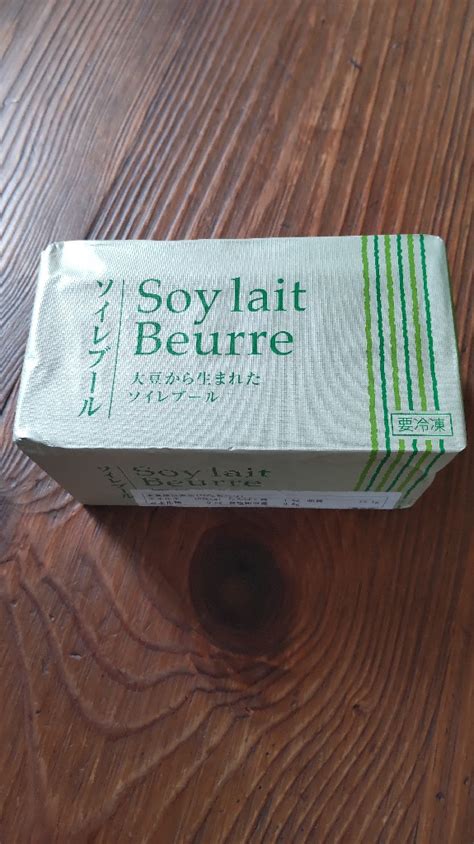 ソイレブール
Soy lait
Beurre
大豆から生まれた
ソイレブール
要冷凍
Soy lait
Beurre